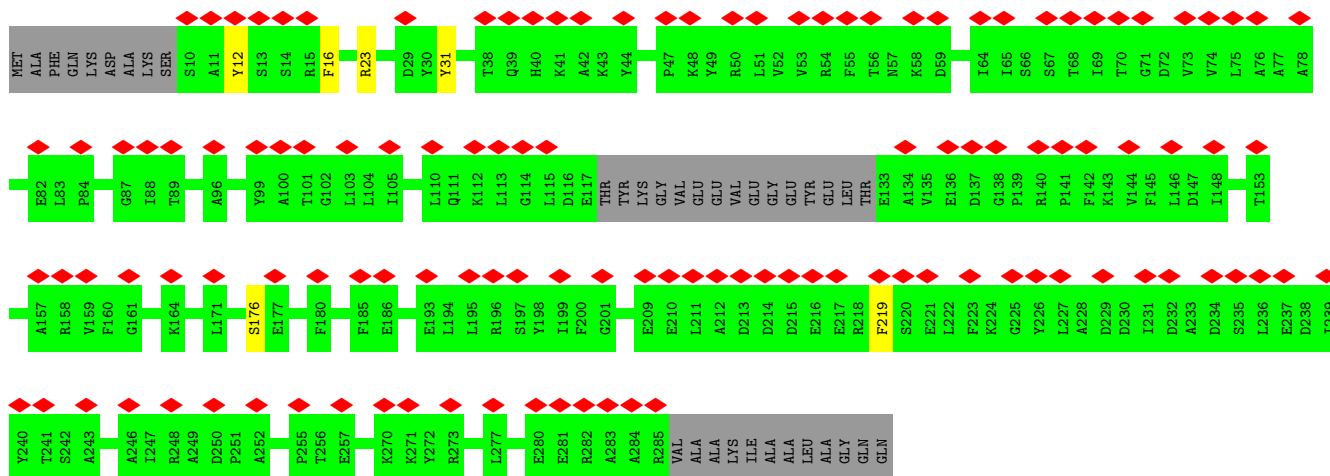 MET ALA PHE GLN LYS ASP ALA LYS SER S10 A11 Y12 S13 S14 R15 F16 R23 D29 Y30 Y31 T38 Q39 H40 K41 A42 K43 Y44 P47 K48 Y49 R50 L51 V52 V53 R54 F55 T56 N57 K58 D59 I64 I65 S66 S67 T68 I69 T70 G71 D72 V73 V74 L75 A76 A77 A78
E82 L83 P84 G87 I88 T89 A96 Y99 A100 T101 G102 L103 L104 I105 L110 Q111 K112 L113 G114 L115 D116 E117 THR TYR LYS GLY VAL GLU GLU VAL GLU GLY GLU TYR GLU LEU THR E133 A134 V135 E136 D137 G138 P139 R140 P141 F142 K143 V144 F145 L146 D147 I148 T153
A157 R158 Y159 F160 G161 K164 L171 S176 E177 F180 F185 E186 E193 L194 L195 R196 S197 Y198 I199 F200 G201 E209 E210 L211 A212 D213 D214 D215 E216 E217 R218 F219 S220 E221 L222 F223 K224 G225 Y226 L227 A228 D229 D230 I231 D232 A233 D234 S235 L236 E237 D238
Y240 T241 S242 A243 A246 I247 R248 A249 D250 P251 A252 P255 T256 E257 K270 K271 Y272 R273 L277 E280 E281 R282 A283 A284 R285 VAL ALA ALA LYS ILE ALA ALA LEU ALA GLY GLN GLN